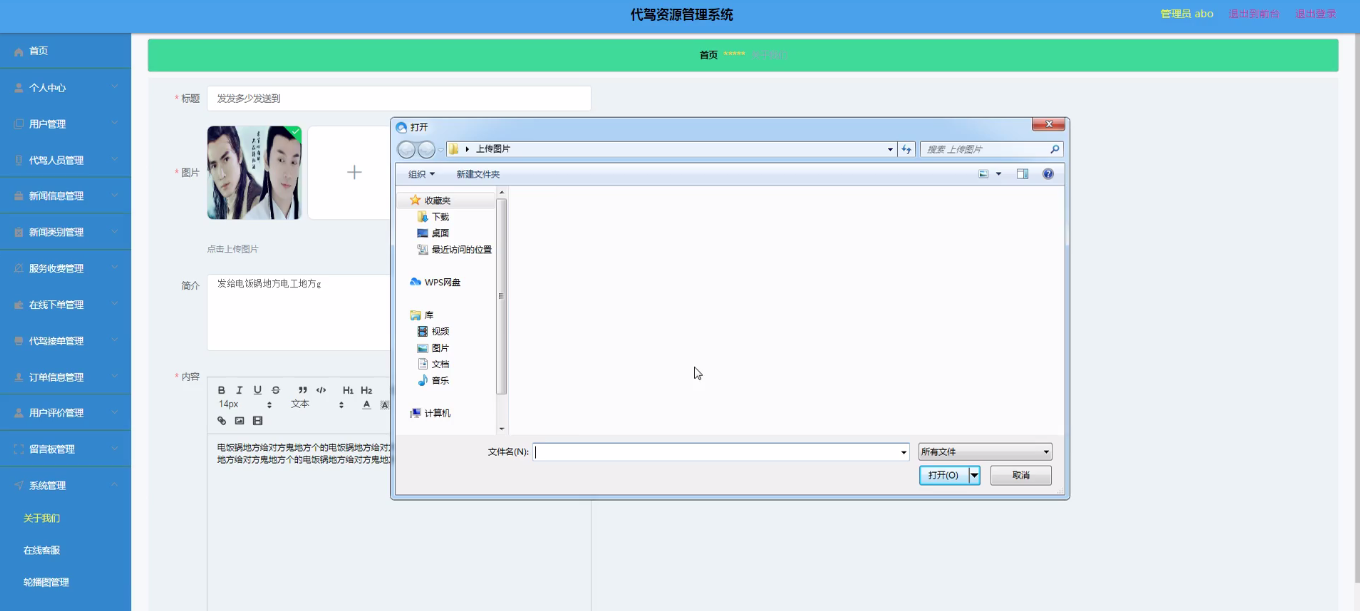 代驾资源管理系统
管理员 abo
退出到前台
退出登录
首页
首页 *****
个人中心
用户管理
代驾人员管理
新闻信息管理
新闻类别管理
服务收费管理
在线下单管理
代驾接单管理
订单信息管理
用户评价管理
留言板管理
系统管理
关于我们
在线客服
轮播图管理
* 标题
发发多少发送到
* 图片
点击上传图片
简介
发给电饭锅地方电工地方g
* 内容
B I U S ” </> H1 H2
14px 文本 A A
电饭锅地方给对方鬼地方个的电饭锅地方给对
地方给对方鬼地方个的电饭锅地方给对方鬼地
打开
上传图片
搜索 上传图片
组织
新建文件夹
收藏夹
下载
桌面
最近访问的位置
WPS网盘
库
视频
图片
文档
音乐
计算机
文件名(N):
所有文件
打开(O)
取消